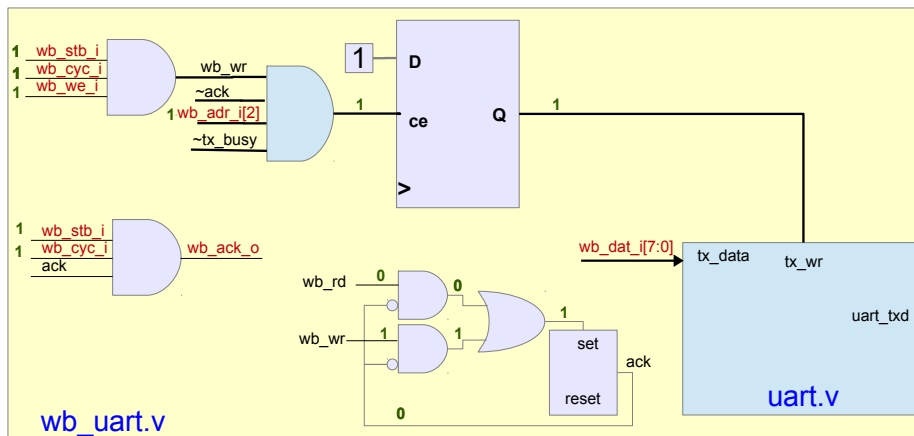 1 wb_stb_i
1 wb_cyc_i
1 wb_we_i
wb_wr
~ack
1 wb_adr_i[2]
~tx_busy
1
1
D
ce
Q
>
1
1 wb_stb_i
1 wb_cyc_i
ack
wb_ack_o
wb_rd
0
0
wb_wr
1
1
1
set
reset
ack
0
wb_dat_i[7:0]
tx_data
tx_wr
uart_txd
uart.v
wb_uart.v